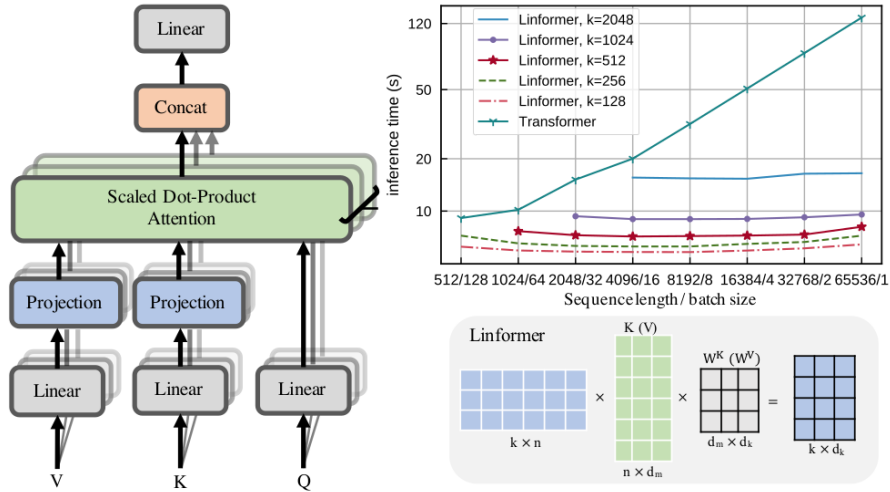 Linear
Concat
Scaled Dot-Product
Attention
Projection
Projection
Linear
Linear
Linear
V
K
Q
inference time (s)
120
50
20
10
Linformer, k=2048
Linformer, k=1024
Linformer, k=512
Linformer, k=256
Linformer, k=128
Transformer
512/128 1024/64 2048/32 4096/16 8192/8 16384/4 32768/2 65536/1
Sequence length / batch size
Linformer
K (V)
W^K (W^V)
× × =
k × n
n × d_m
d_m × d_k
k × d_k